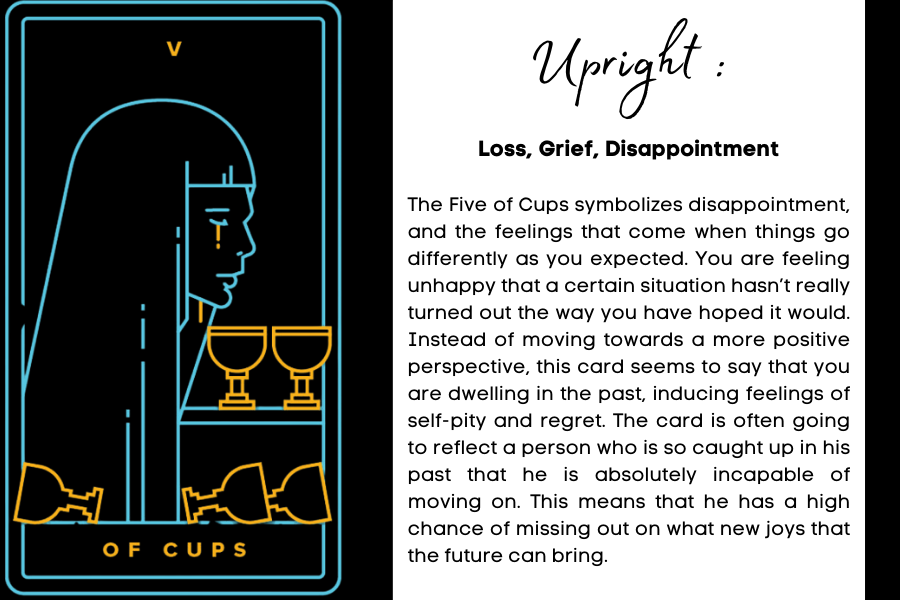 V
OF CUPS
Upright :
Loss, Grief, Disappointment
The Five of Cups symbolizes disappointment,
and the feelings that come when things go
differently as you expected. You are feeling
unhappy that a certain situation hasn’t really
turned out the way you have hoped it would.
Instead of moving towards a more positive
perspective, this card seems to say that you
are dwelling in the past, inducing feelings of
self-pity and regret. The card is often going
to reflect a person who is so caught up in his
past that he is absolutely incapable of
moving on. This means that he has a high
chance of missing out on what new joys that
the future can bring.